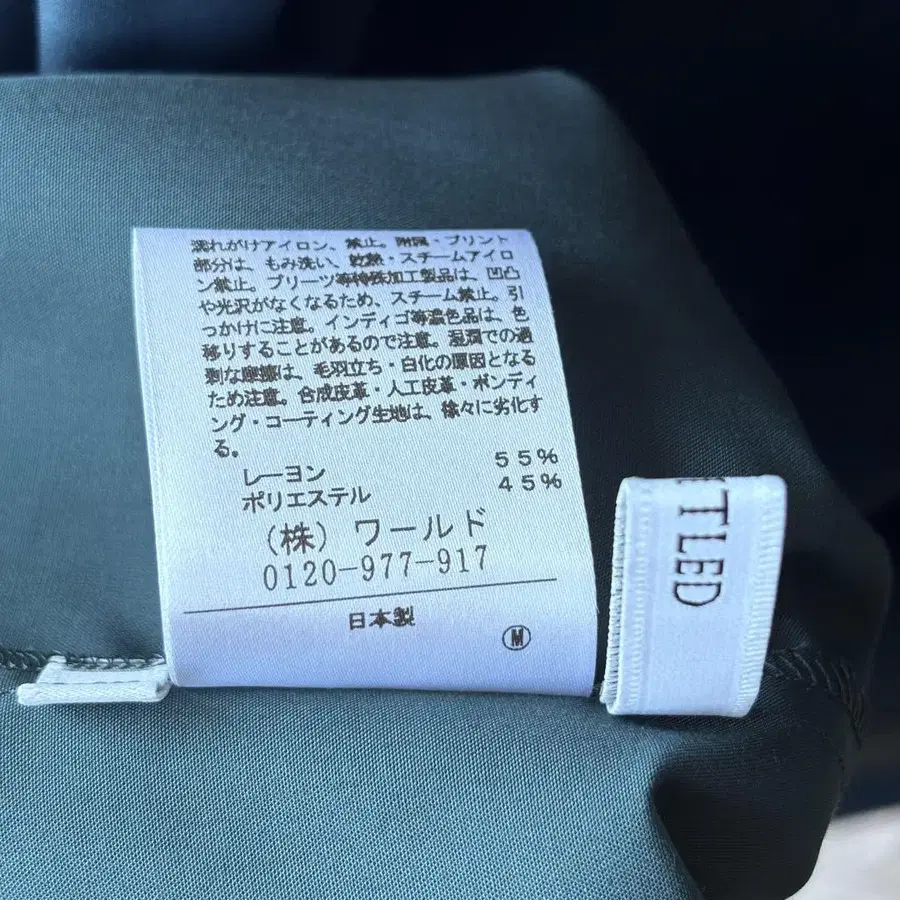 濡れがけアイロン、禁止。附属・プリント
部分は、もみ洗い、乾熱・スチームアイロ
ン禁止。プリーツ等特殊加工製品は、凹凸
や光沢がなくなるため、スチーム禁止。引
っかけに注意。インディゴ等濃色品は、色
移りすることがあるので注意。湿潤での過
剰な摩擦は、毛羽立ち・白化の原因となる
ため注意。合成皮革・人工皮革・ボンディ
ング・コーティング生地は、徐々に劣化す
る。
レーヨン 55%
ポリエステル 45%
(株) ワールド
0120-977-917
日本製
M
TLED